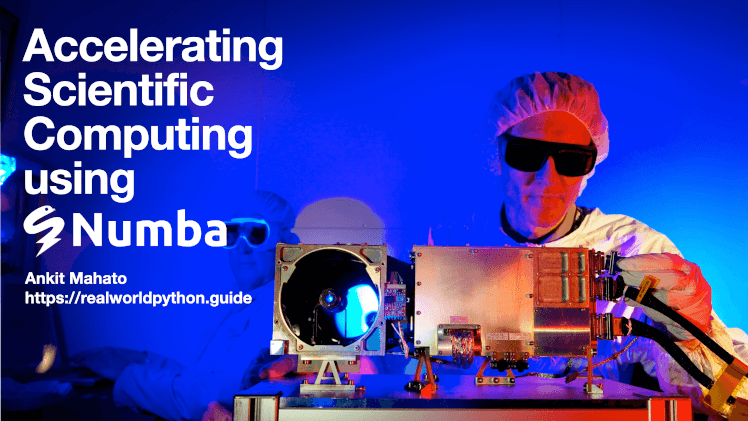 Accelerating
Scientific
Computing
using
Numba
Ankit Mahato
https://realworldpython.guide